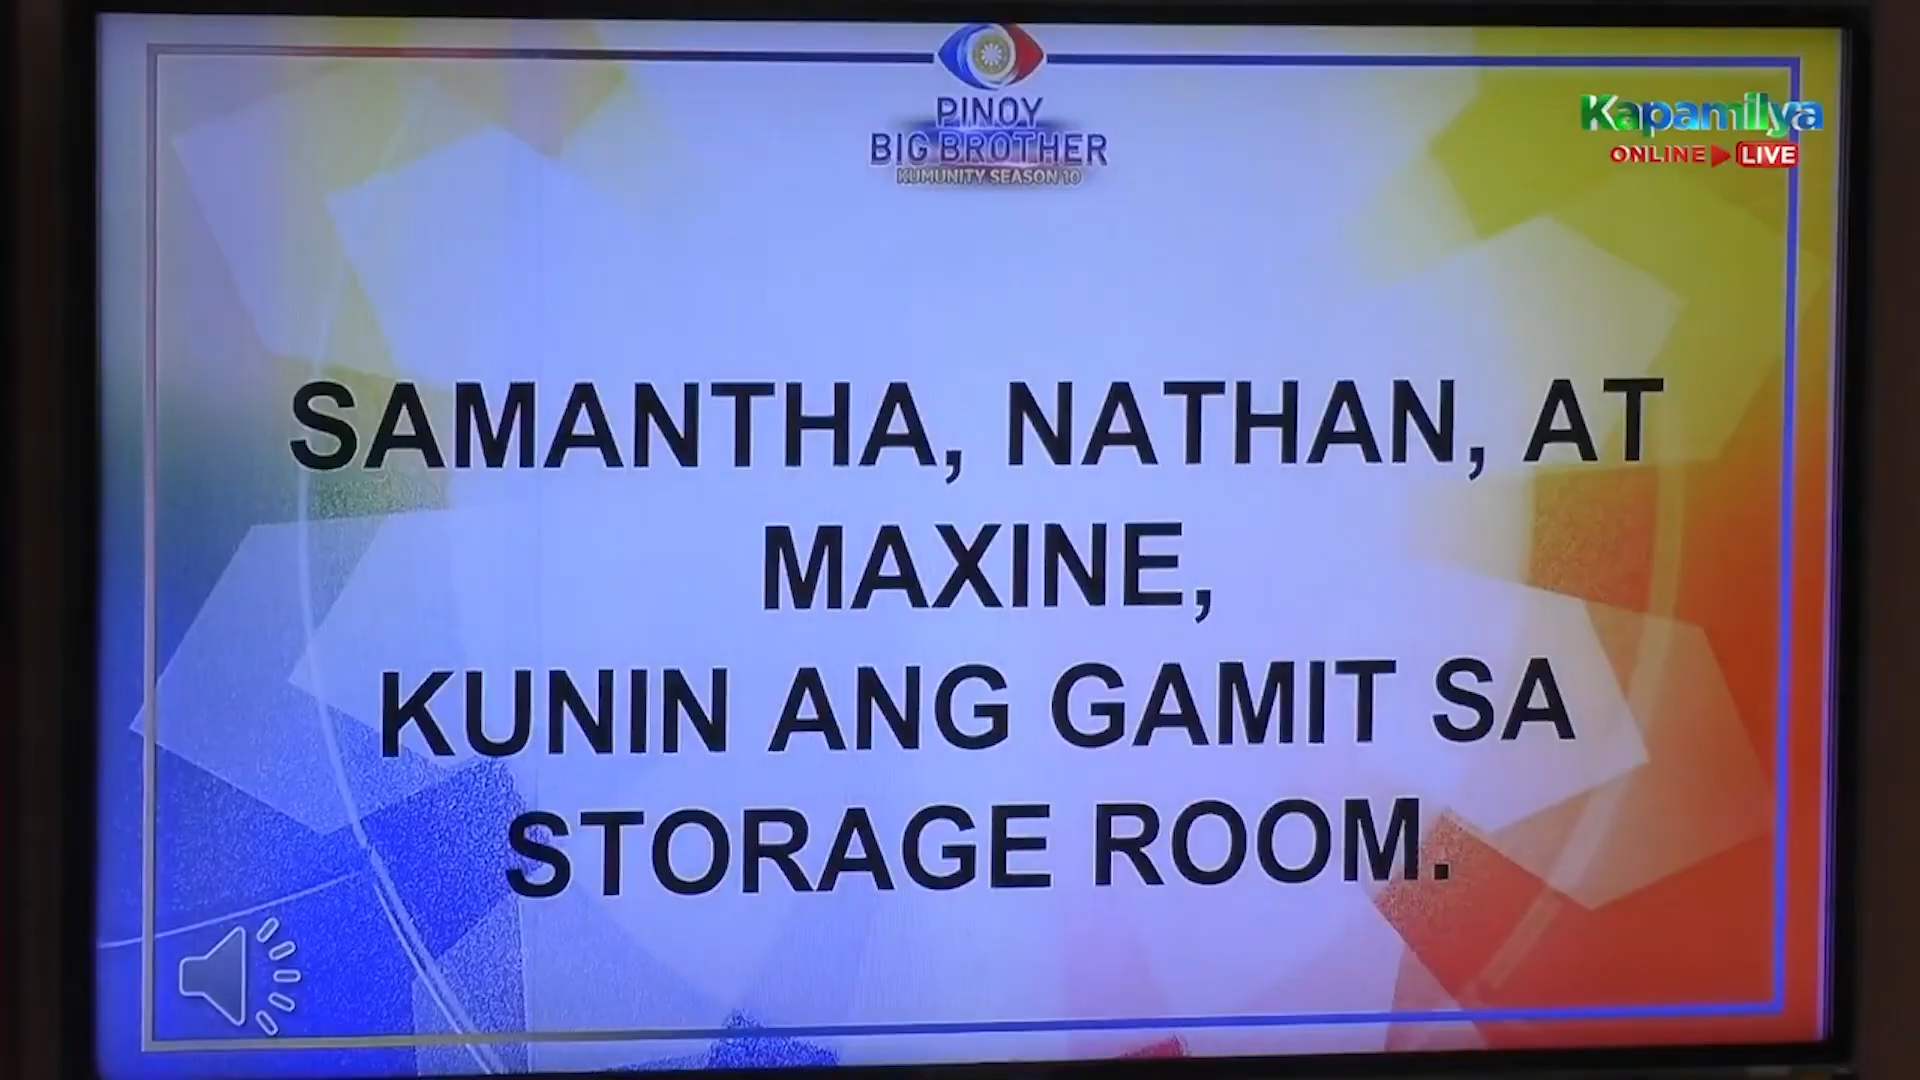 PINOY
BIG BROTHER
KUMUNITY SEASON 10
Kapamilya
ONLINE LIVE
SAMANTHA, NATHAN, AT
MAXINE,
KUNIN ANG GAMIT SA
STORAGE ROOM.